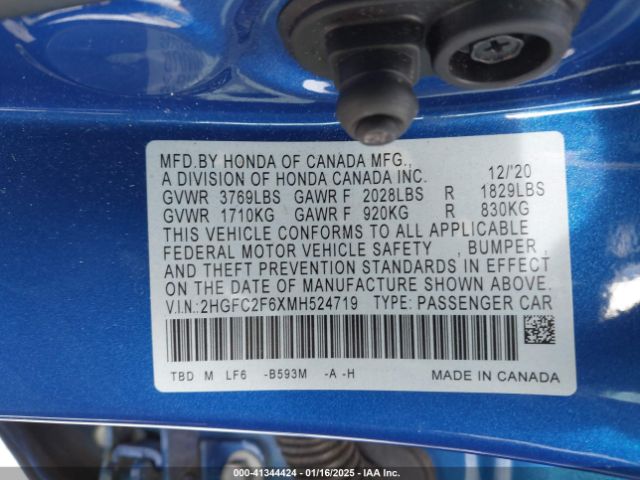 MFD.BY HONDA OF CANADA MFG.,
A DIVISION OF HONDA CANADA INC. 12/'20
GVWR 3769LBS GAWR F 2028LBS R 1829LBS
GVWR 1710KG GAWR F 920KG R 830KG
THIS VEHICLE CONFORMS TO ALL APPLICABLE
FEDERAL MOTOR VEHICLE SAFETY , BUMPER ,
AND THEFT PREVENTION STANDARDS IN EFFECT
ON THE DATE OF MANUFACTURE SHOWN ABOVE.
V.I.N:2HGFC2F6XMH524719 TYPE: PASSENGER CAR
TBD M LF6 -B593M -A -H MADE IN CANADA
000-41344424 - 01/16/2025 - IAA Inc.